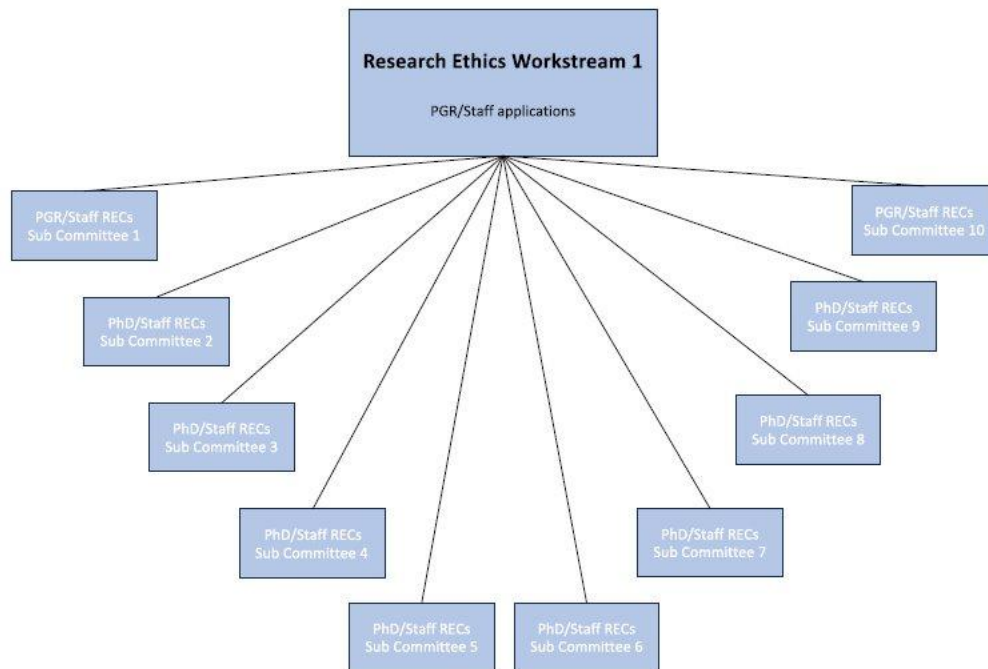 Research Ethics Workstream 1
PGR/Staff applications
PGR/Staff RECs
Sub Committee 1
PhD/Staff RECs
Sub Committee 2
PhD/Staff RECs
Sub Committee 3
PhD/Staff RECs
Sub Committee 4
PhD/Staff RECs
Sub Committee 5
PhD/Staff RECs
Sub Committee 6
PhD/Staff RECs
Sub Committee 7
PhD/Staff RECs
Sub Committee 8
PhD/Staff RECs
Sub Committee 9
PGR/Staff RECs
Sub Committee 10